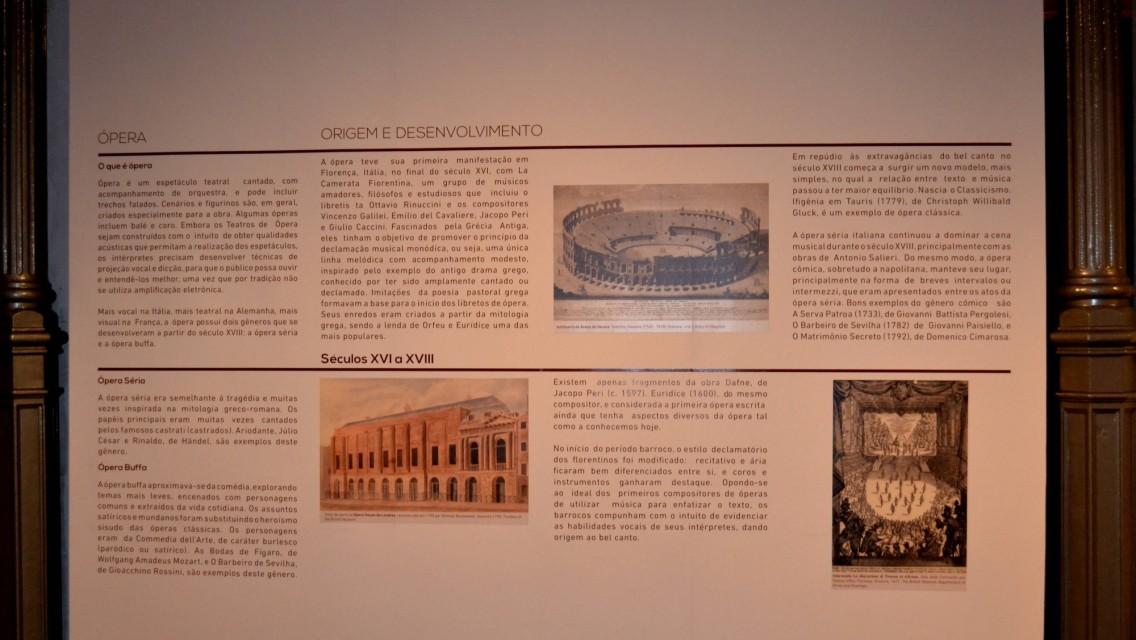 ÓPERA
O que é ópera
Ópera é um espetáculo teatral cantado, com
acompanhamento de orquestra, e pode incluir
trechos falados. Cenários e figurinos são, em geral,
criados especialmente para a obra. Algumas óperas
incluem balé e coro. Embora os Teatros de Ópera
sejam construídos com o intuito de obter qualidades
acústicas que permitam a realização dos espetáculos,
os intérpretes precisam desenvolver técnicas de
projeção vocal e dicção, para que o público possa ouvir
e entendê-los melhor; uma vez que por tradição não
se utiliza amplificação eletrônica.
Mais vocal na Itália, mais teatral na Alemanha, mais
visual na França, a ópera possui dois gêneros que se
desenvolveram a partir do século XVIII: a ópera séria
e a ópera buffa.
Ópera Séria
A ópera séria era semelhante à tragédia e muitas
vezes inspirada na mitologia greco-romana. Os
papéis principais eram muitas vezes cantados
pelos famosos castrati (castrados). Ariodante, Júlio
César e Rinaldo, de Händel, são exemplos deste
gênero.
Ópera Buffa
A ópera buffa aproximava-se da comédia, explorando
temas mais leves, encenados com personagens
comuns e extraídos da vida cotidiana. Os assuntos
satíricos e mundanos foram substituindo o heroísmo
sisudo das óperas clássicas. Os personagens
eram da Commedia dell'Arte, de caráter burlesco
(paródico ou satírico). As Bodas de Fígaro, de
Wolfgang Amadeus Mozart, e O Barbeiro de Sevilha,
de Gioacchino Rossini, são exemplos deste gênero.
ORIGEM E DESENVOLVIMENTO
A ópera teve sua primeira manifestação em
Florença, Itália, no final do século XVI, com La
Camerata Fiorentina, um grupo de músicos
amadores, filósofos e estudiosos que incluiu o
libretis ta Ottavio Rinuccini e os compositores
Vincenzo Galilei, Emilio del Cavaliere, Jacopo Peri
e Giulio Caccini. Fascinados pela Grécia Antiga,
eles tinham o objetivo de promover o princípio da
declamação musical monódica, ou seja, uma única
linha melódica com acompanhamento modesto,
inspirado pelo exemplo do antigo drama grego,
conhecido por ter sido amplamente cantado ou
declamado. Imitações da poesia pastoral grega
formavam a base para o início dos libretos de ópera.
Seus enredos eram criados a partir da mitologia
grega, sendo a lenda de Orfeu e Eurídice uma das
mais populares.
Séculos XVI a XVIII
Existem apenas fragmentos da obra Dafne, de
Jacopo Peri (c. 1597). Eurídice (1600), do mesmo
compositor, e considerada a primeira ópera escrita
ainda que tenha aspectos diversos da ópera tal
como a conhecemos hoje.
No início do período barroco, o estilo declamatório
dos florentinos foi modificado: recitativo e ária
ficaram bem diferenciados entre si, e coros e
instrumentos ganharam destaque. Opondo-se
ao ideal dos primeiros compositores de óperas
de utilizar música para enfatizar o texto, os
barrocos compunham com o intuito de evidenciar
as habilidades vocais de seus intérpretes, dando
origem ao bel canto.
Em repúdio às extravagâncias do bel canto no
século XVIII começa a surgir um novo modelo, mais
simples, no qual a relação entre texto e música
passou a ter maior equilíbrio. Nascia o Classicismo.
Ifigênia em Tauris (1779), de Christoph Willibald
Gluck, é um exemplo de ópera clássica.
A ópera séria italiana continuou a dominar a cena
musical durante o século XVIII, principalmente com as
obras de Antonio Salieri. Do mesmo modo, a ópera
cômica, sobretudo a napolitana, manteve seu lugar,
principalmente na forma de breves intervalos ou
intermezzi, que eram apresentados entre os atos da
ópera séria. Bons exemplos do gênero cômico são
A Serva Patroa (1733), de Giovanni Battista Pergolesi,
O Barbeiro de Sevilha (1782) de Giovanni Paisiello, e
O Matrimônio Secreto (1792), de Domenico Cimarosa.